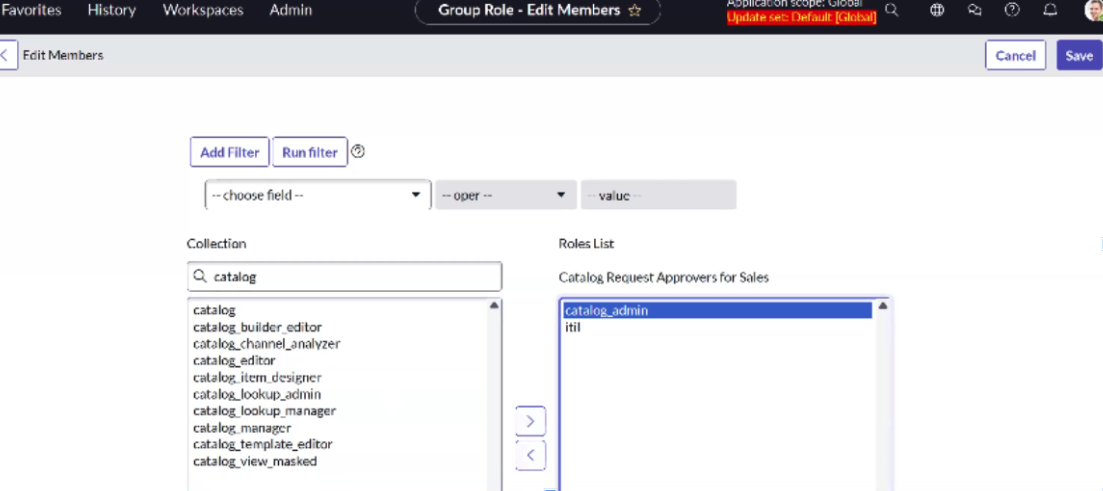 Favorites History Workspaces Admin Group Role - Edit Members Application scope: Global
Update set: Default [Global]
Edit Members Cancel Save
Add Filter Run filter
-- choose field -- -- oper -- -- value --
Collection Roles List
catalog Catalog Request Approvers for Sales
catalog catalog_admin
catalog_builder_editor itil
catalog_channel_analyzer
catalog_editor
catalog_item_designer
catalog_lookup_admin
catalog_lookup_manager
catalog_manager
catalog_template_editor
catalog_view_masked